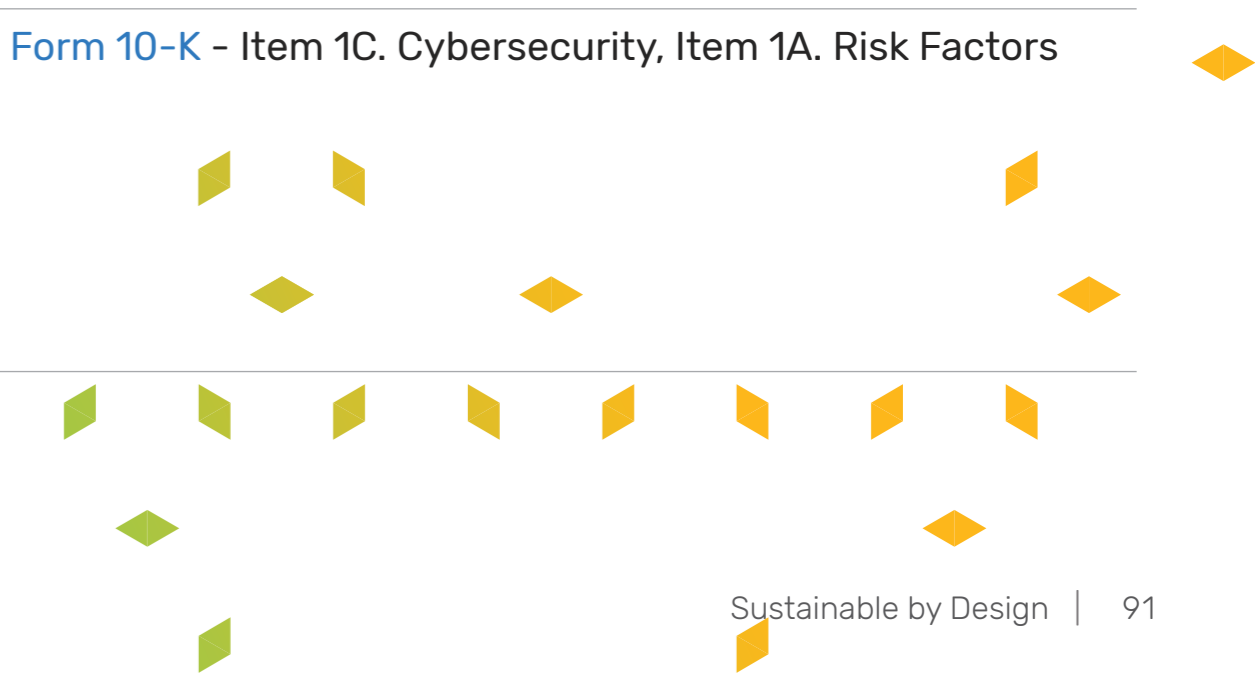 Form 10-K - Item 1C. Cybersecurity, Item 1A. Risk Factors
Sustainable by Design | 91